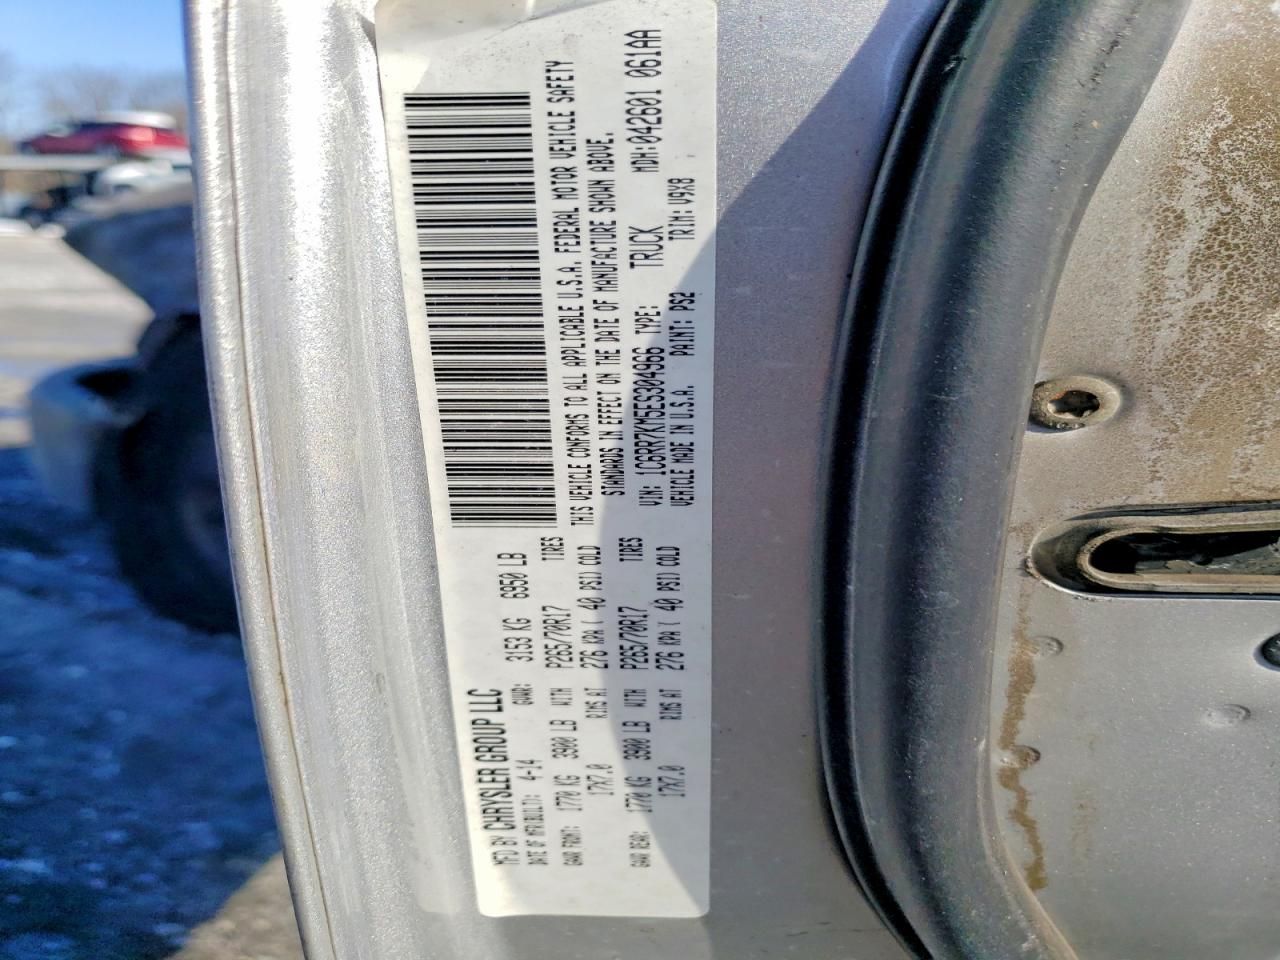 MFD BY CHRYSLER GROUP LLC
DATE OF MFR/BUILT: 4-14 GVWR: 3153 KG 6950 LB
GAWR FRONT: 1770 KG 3900 LB WITH P265/70R17 TIRES
17X7.0 RIMS AT 276 KPA ( 40 PSI) COLD
GAWR REAR: 1770 KG 3900 LB WITH P265/70R17 TIRES
17X7.0 RIMS AT 276 KPA ( 40 PSI) COLD
THIS VEHICLE CONFORMS TO ALL APPLICABLE U.S.A. FEDERAL MOTOR VEHICLE SAFETY
STANDARDS IN EFFECT ON THE DATE OF MANUFACTURE SHOWN ABOVE.
VIN: 1C6RR7KM5ES304966 TYPE: TRUCK MDH: 042601 061AA
VEHICLE MADE IN U.S.A. PAINT: PS2 TRIM: V9X8